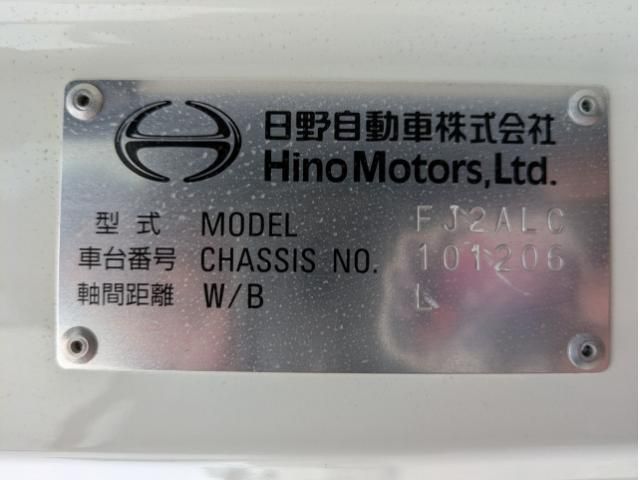 日野自動車株式会社
Hino Motors, Ltd.
型式 MODEL FJ2ALC
車台番号 CHASSIS NO. 101206
軸間距離 W/B L